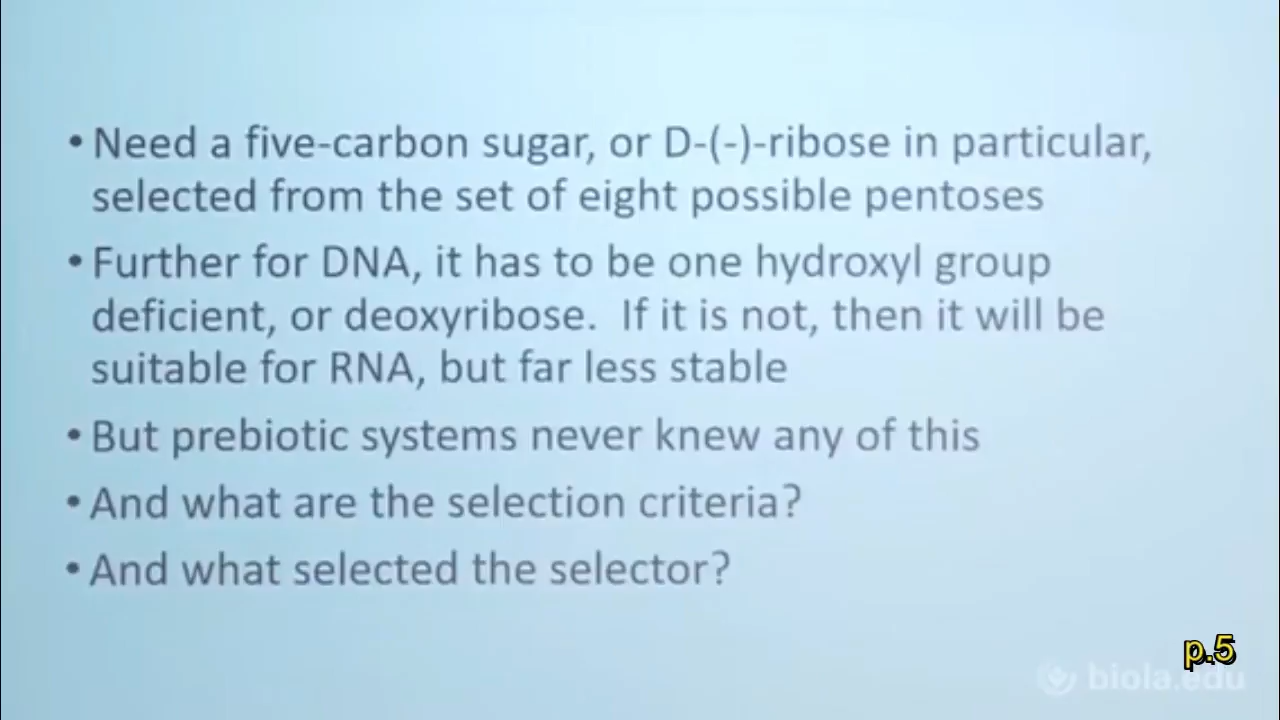 • Need a five-carbon sugar, or D-(-)-ribose in particular,
selected from the set of eight possible pentoses
• Further for DNA, it has to be one hydroxyl group
deficient, or deoxyribose.  If it is not, then it will be
suitable for RNA, but far less stable
• But prebiotic systems never knew any of this
• And what are the selection criteria?
• And what selected the selector?
p.5
biola.edu